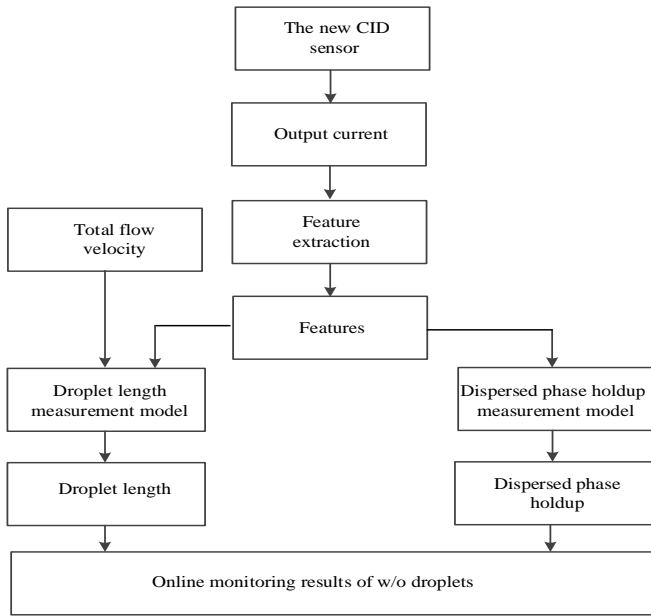 The new CID
sensor
Output current
Feature
extraction
Total flow
velocity
Features
Droplet length
measurement model
Dispersed phase holdup
measurement model
Droplet length
Dispersed phase
holdup
Online monitoring results of w/o droplets